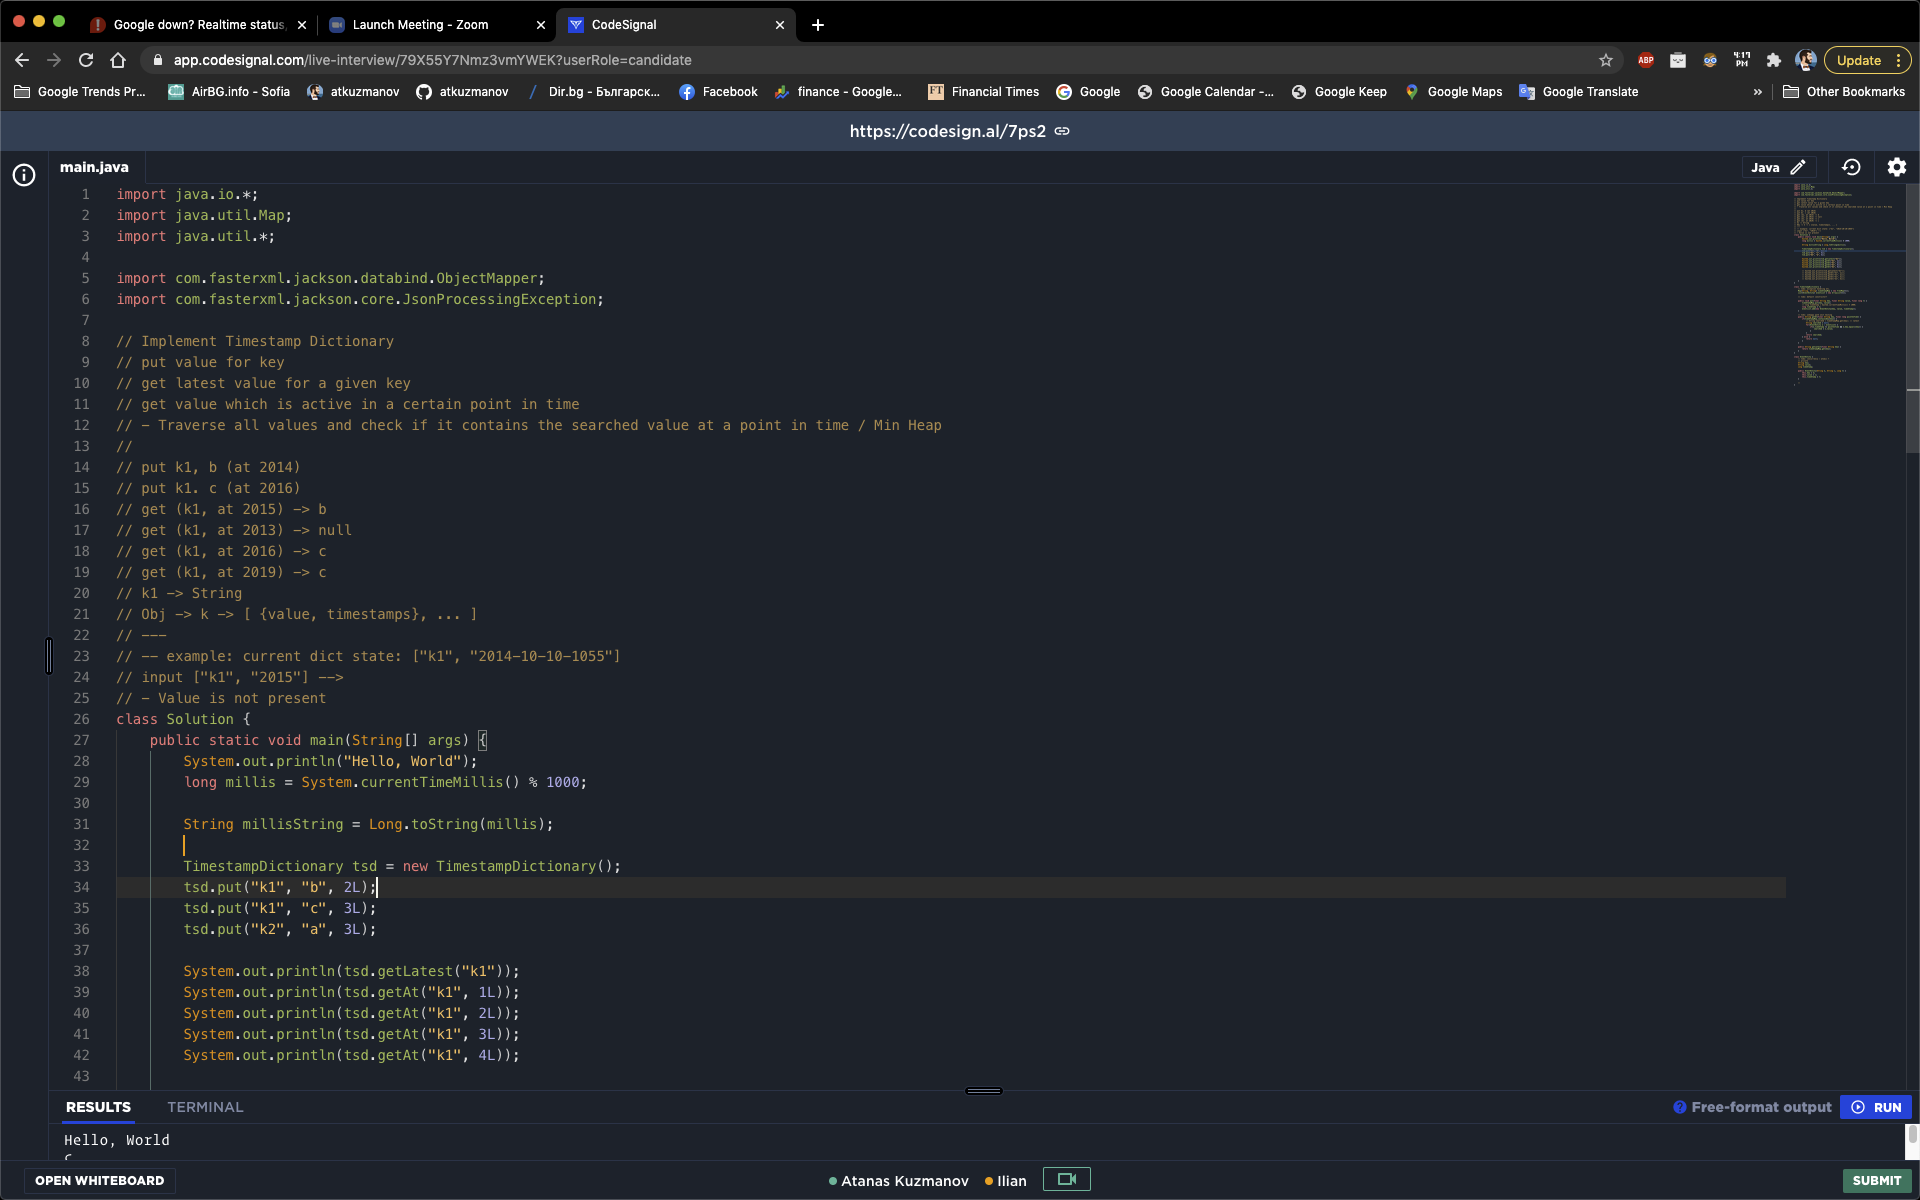 Google down? Realtime status,
Launch Meeting - Zoom
CodeSignal
app.codesignal.com/live-interview/79X55Y7Nmz3vmYWEK?userRole=candidate
ABP
4:17 PM
Update
Google Trends Pr...
AirBG.info - Sofia
atkuzmanov
atkuzmanov
Dir.bg - Българск...
Facebook
finance - Google...
FT Financial Times
Google
Google Calendar -...
Google Keep
Google Maps
Google Translate
»
Other Bookmarks
https://codesign.al/7ps2
main.java
Java
1 import java.io.*;
2 import java.util.Map;
3 import java.util.*;
4
5 import com.fasterxml.jackson.databind.ObjectMapper;
6 import com.fasterxml.jackson.core.JsonProcessingException;
7
8 // Implement Timestamp Dictionary
9 // put value for key
10 // get latest value for a given key
11 // get value which is active in a certain point in time
12 // - Traverse all values and check if it contains the searched value at a point in time / Min Heap
13 //
14 // put k1, b (at 2014)
15 // put k1. c (at 2016)
16 // get (k1, at 2015) -> b
17 // get (k1, at 2013) -> null
18 // get (k1, at 2016) -> c
19 // get (k1, at 2019) -> c
20 // k1 -> String
21 // Obj -> k -> [ {value, timestamps}, ... ]
22 // ---
23 // -- example: current dict state: ["k1", "2014-10-10-1055"]
24 // input ["k1", "2015"] -->
25 // - Value is not present
26 class Solution {
27 public static void main(String[] args) {
28 System.out.println("Hello, World");
29 long millis = System.currentTimeMillis() % 1000;
30
31 String millisString = Long.toString(millis);
32
33 TimestampDictionary tsd = new TimestampDictionary();
34 tsd.put("k1", "b", 2L);
35 tsd.put("k1", "c", 3L);
36 tsd.put("k2", "a", 3L);
37
38 System.out.println(tsd.getLatest("k1"));
39 System.out.println(tsd.getAt("k1", 1L));
40 System.out.println(tsd.getAt("k1", 2L));
41 System.out.println(tsd.getAt("k1", 3L));
42 System.out.println(tsd.getAt("k1", 4L));
43
RESULTS
TERMINAL
Free-format output
RUN
Hello, World
OPEN WHITEBOARD
Atanas Kuzmanov
Ilian
SUBMIT